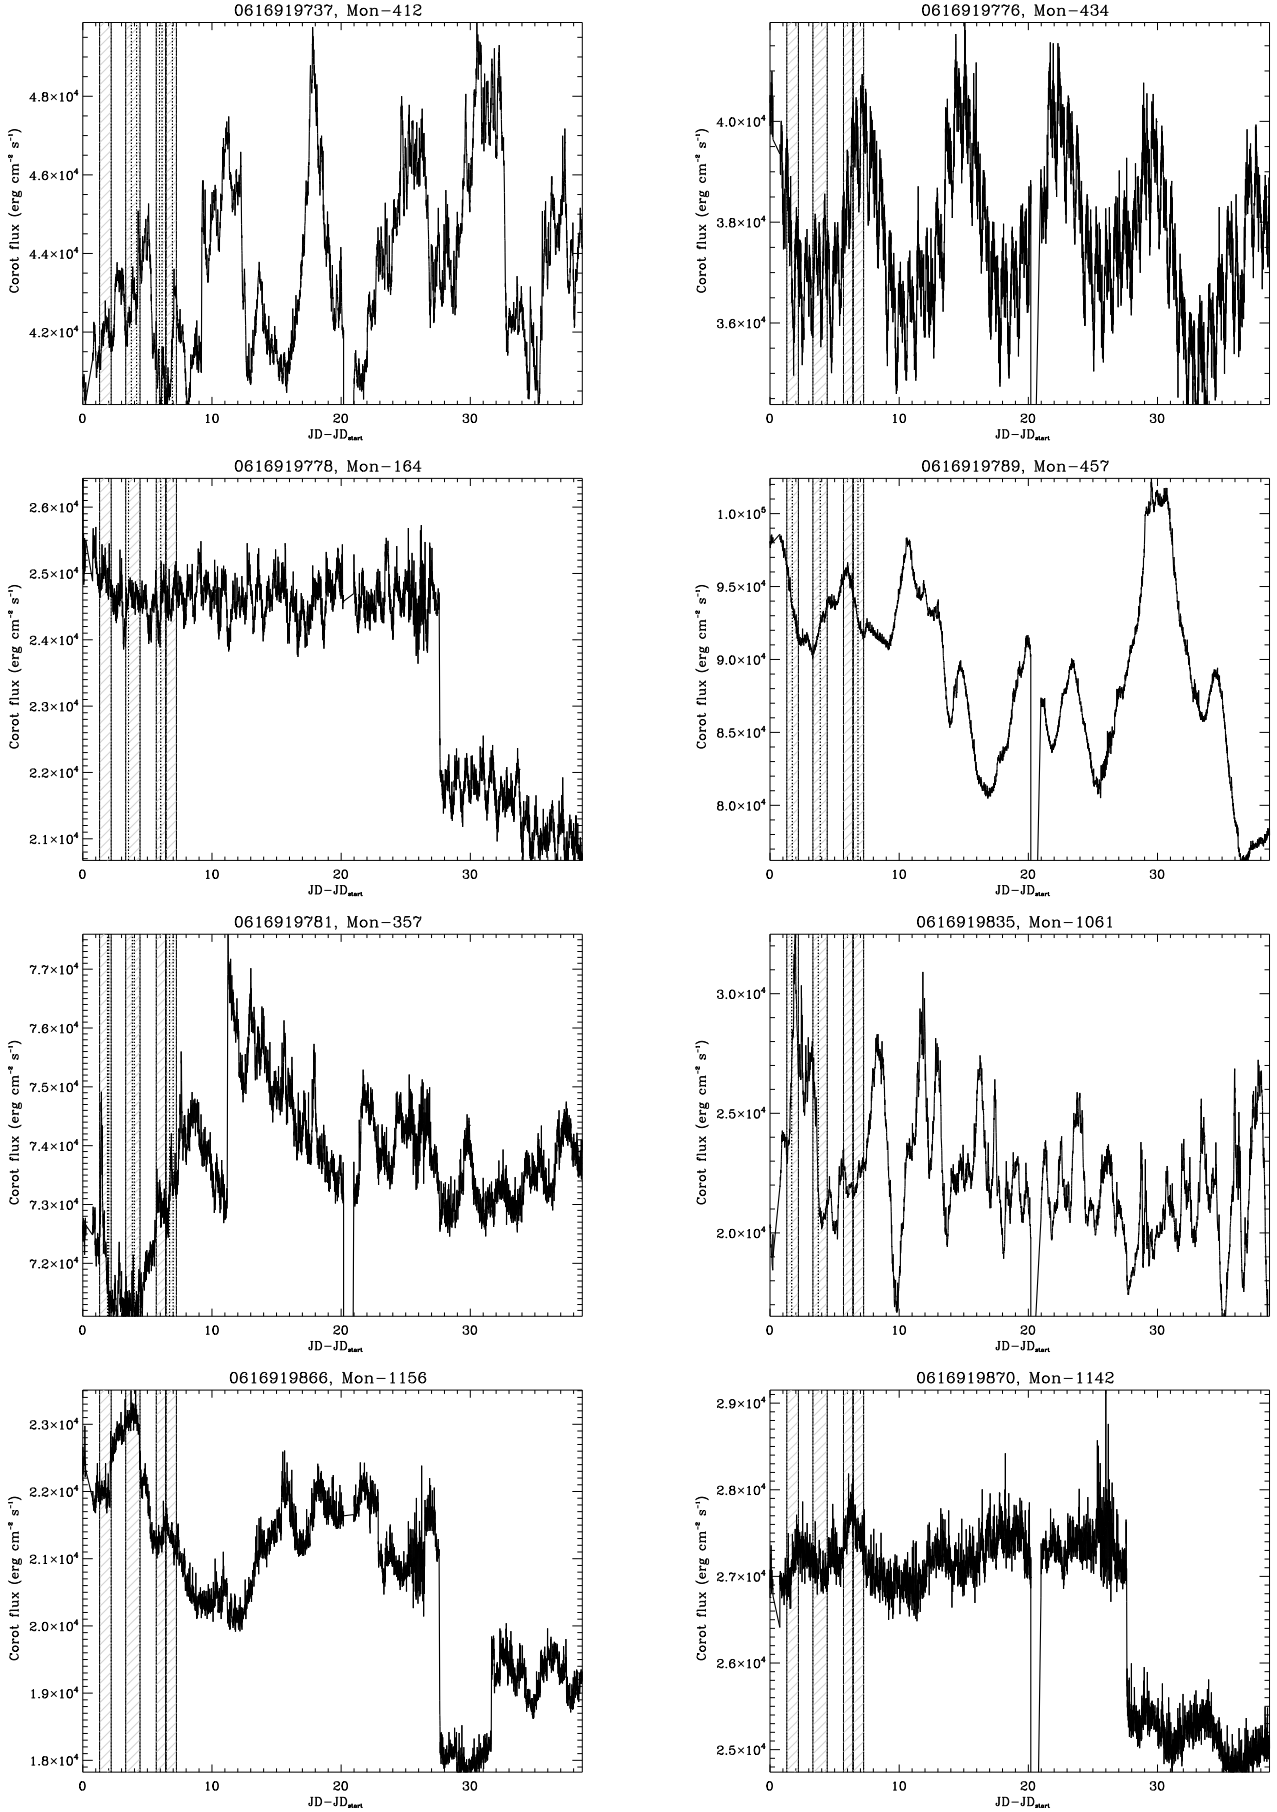 0616919737, Mon-412
Corot flux (erg cm⁻² s⁻¹)
4.8×10⁴
4.6×10⁴
4.4×10⁴
4.2×10⁴
0 10 20 30
JD-JDstart
0616919776, Mon-434
Corot flux (erg cm⁻² s⁻¹)
4.0×10⁴
3.8×10⁴
3.6×10⁴
0 10 20 30
JD-JDstart
0616919778, Mon-164
Corot flux (erg cm⁻² s⁻¹)
2.6×10⁴
2.5×10⁴
2.4×10⁴
2.3×10⁴
2.2×10⁴
2.1×10⁴
0 10 20 30
JD-JDstart
0616919789, Mon-457
Corot flux (erg cm⁻² s⁻¹)
1.0×10⁵
9.5×10⁴
9.0×10⁴
8.5×10⁴
8.0×10⁴
0 10 20 30
JD-JDstart
0616919781, Mon-357
Corot flux (erg cm⁻² s⁻¹)
7.7×10⁴
7.6×10⁴
7.5×10⁴
7.4×10⁴
7.3×10⁴
7.2×10⁴
0 10 20 30
JD-JDstart
0616919835, Mon-1061
Corot flux (erg cm⁻² s⁻¹)
3.0×10⁴
2.5×10⁴
2.0×10⁴
0 10 20 30
JD-JDstart
0616919866, Mon-1156
Corot flux (erg cm⁻² s⁻¹)
2.3×10⁴
2.2×10⁴
2.1×10⁴
2.0×10⁴
1.9×10⁴
1.8×10⁴
0 10 20 30
JD-JDstart
0616919870, Mon-1142
Corot flux (erg cm⁻² s⁻¹)
2.9×10⁴
2.8×10⁴
2.7×10⁴
2.6×10⁴
2.5×10⁴
0 10 20 30
JD-JDstart